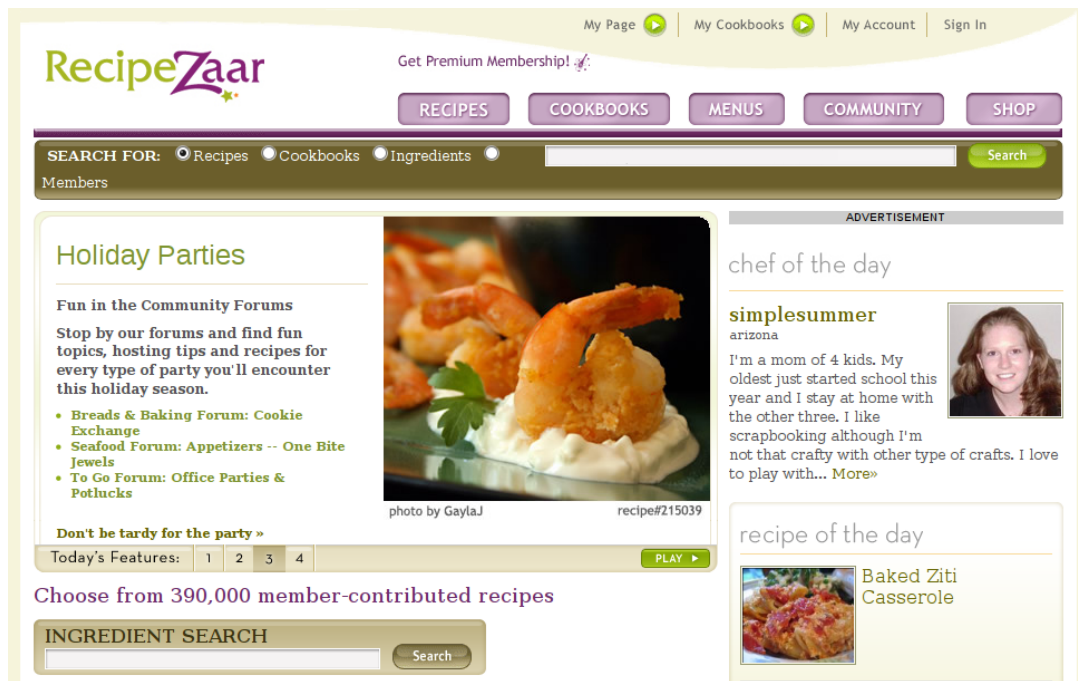 My Page
My Cookbooks
My Account
Sign In
RecipeZaar
Get Premium Membership!
RECIPES
COOKBOOKS
MENUS
COMMUNITY
SHOP
SEARCH FOR: Recipes Cookbooks Ingredients
Members
Search
Holiday Parties
Fun in the Community Forums
Stop by our forums and find fun
topics, hosting tips and recipes for
every type of party you'll encounter
this holiday season.
Breads & Baking Forum: Cookie
Exchange
Seafood Forum: Appetizers -- One Bite
Jewels
To Go Forum: Office Parties &
Potlucks
Don't be tardy for the party »
photo by GaylaJ
recipe#215039
Today's Features: 1 2 3 4
PLAY
Choose from 390,000 member-contributed recipes
INGREDIENT SEARCH
Search
ADVERTISEMENT
chef of the day
simplesummer
arizona
I'm a mom of 4 kids. My
oldest just started school this
year and I stay at home with
the other three. I like
scrapbooking although I'm
not that crafty with other type of crafts. I love
to play with... More»
recipe of the day
Baked Ziti
Casserole